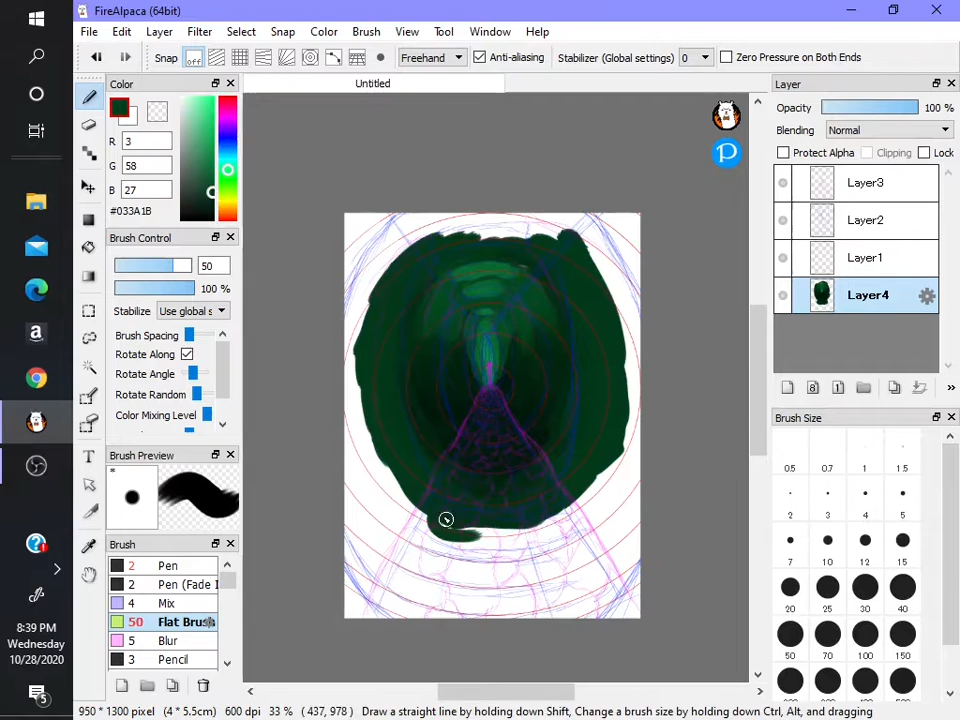 FireAlpaca (64bit)
File Edit Layer Filter Select Snap Color Brush View Tool Window Help
Snap off Freehand Anti-aliasing Stabilizer (Global settings) 0 Zero Pressure on Both Ends
Color
Untitled
Layer
R 3
G 58
B 27
#033A1B
Opacity 100 %
Blending Normal
Protect Alpha Clipping Lock
Layer3
Layer2
Layer1
Layer4
Brush Control
50
100 %
Stabilize Use global s
Brush Spacing
Rotate Along
Rotate Angle
Rotate Random
Color Mixing Level
Brush Preview
*
Brush
2 Pen
2 Pen (Fade I
4 Mix
50 Flat Brush
5 Blur
3 Pencil
Brush Size
0.5 0.7 1 1.5
2 3 4 5
7 10 12 15
20 25 30 40
50 70 100 150
8:39 PM
Wednesday
10/28/2020
5
950 * 1300 pixel (4 * 5.5cm) 600 dpi 33 % ( 437, 978 ) Draw a straight line by holding down Shift, Change a brush size by holding down Ctrl, Alt, and dragging